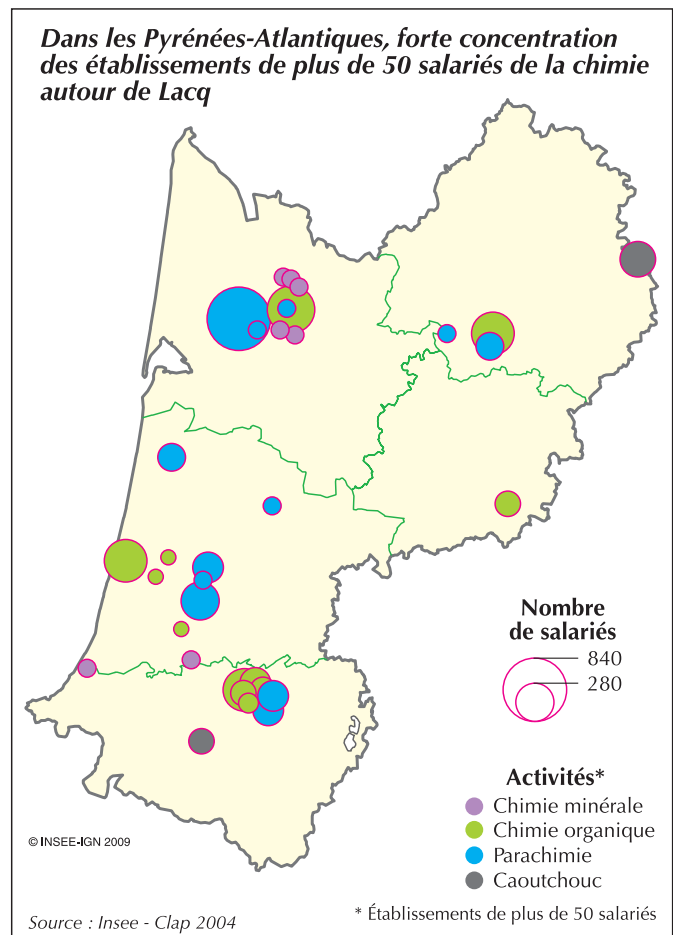 Dans les Pyrénées-Atlantiques, forte concentration
des établissements de plus de 50 salariés de la chimie
autour de Lacq
Nombre
de salariés
840
280
Activités*
Chimie minérale
Chimie organique
Parachimie
Caoutchouc
© INSEE-IGN 2009
* Établissements de plus de 50 salariés
Source : Insee - Clap 2004